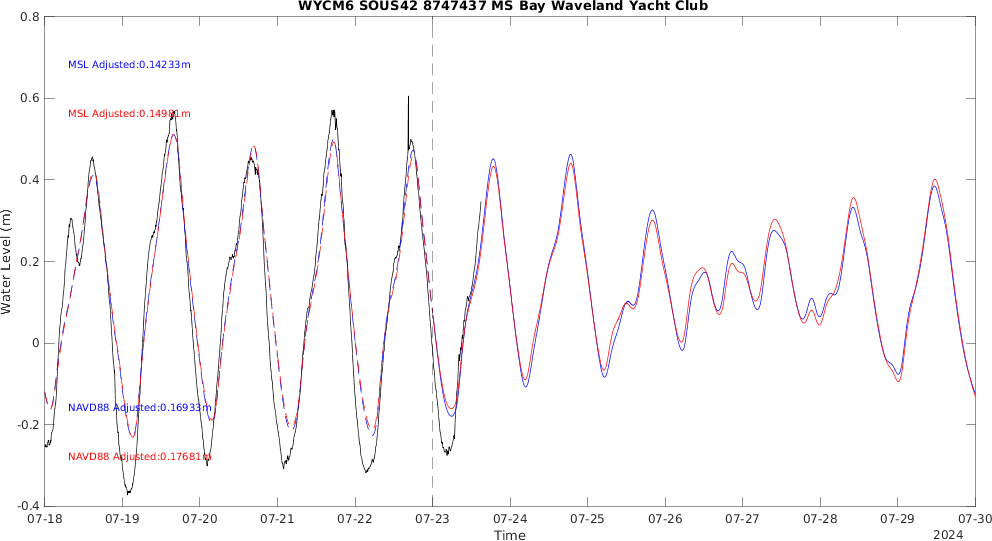 WYCM6 SOUS42 8747437 MS Bay Waveland Yacht Club
0.8
0.6
0.4
0.2
0
-0.2
-0.4
Water Level (m)
MSL Adjusted:0.14233m
MSL Adjusted:0.14981m
NAVD88 Adjusted:0.16933m
NAVD88 Adjusted:0.17681m
07-18 07-19 07-20 07-21 07-22 07-23 07-24 07-25 07-26 07-27 07-28 07-29 07-30
Time
2024